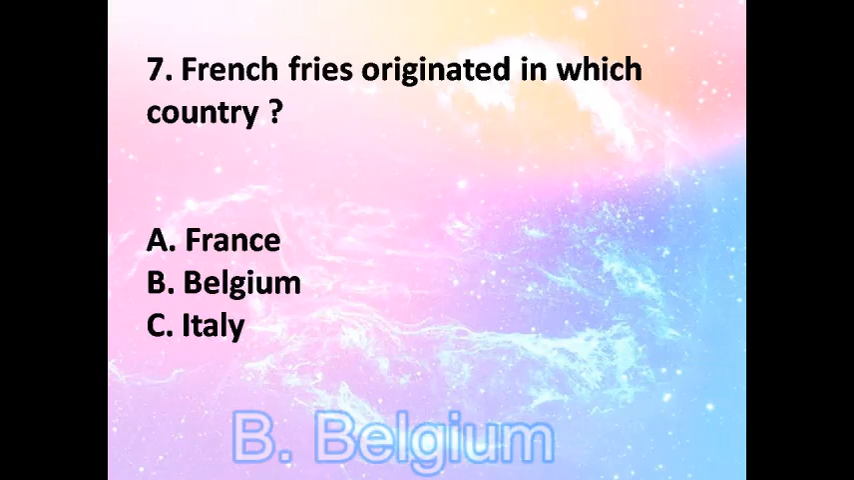 7. French fries originated in which
country ?
A. France
B. Belgium
C. Italy
B. Belgium